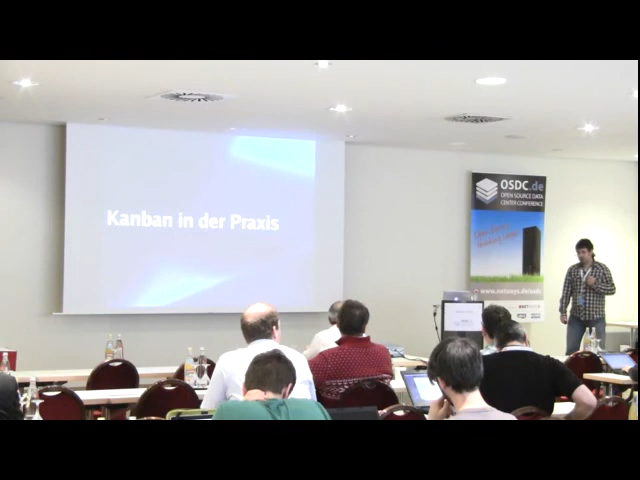 Kanban in der Praxis
OSDC.de
OPEN SOURCE DATA
CENTER CONFERENCE
www.netways.de/osdc